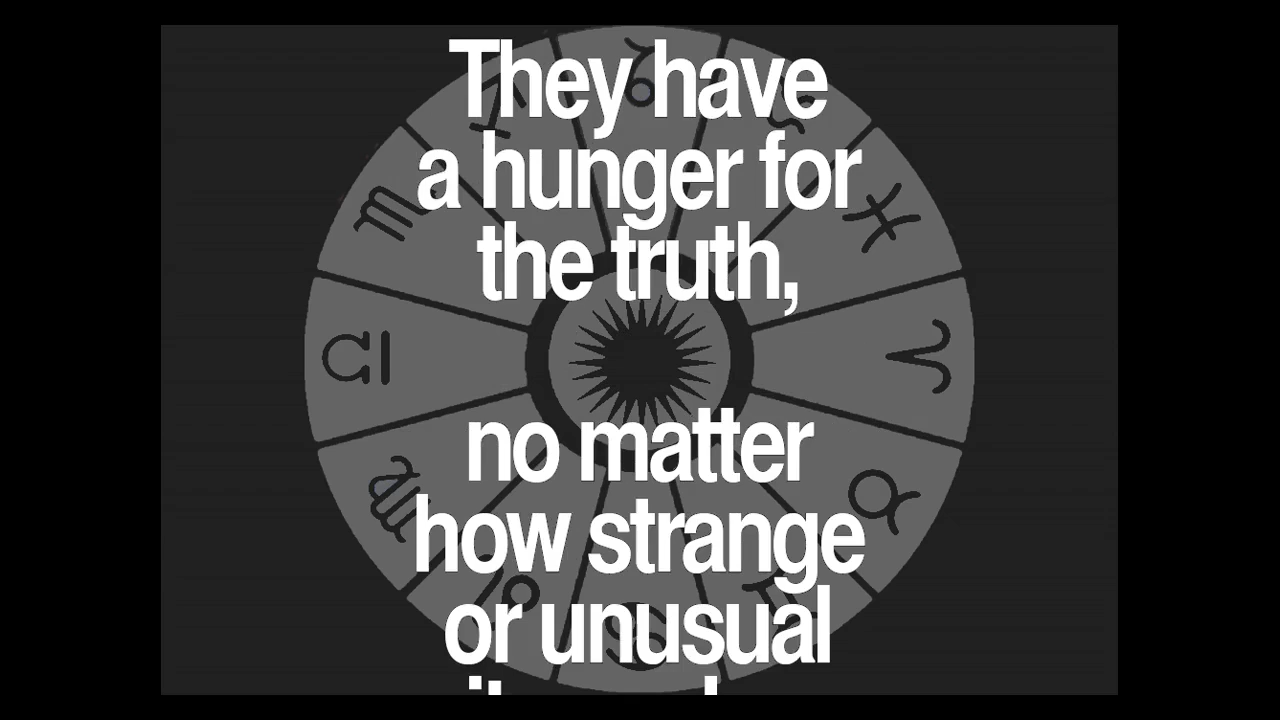 They have
a hunger for
the truth,
no matter
how strange
or unusual